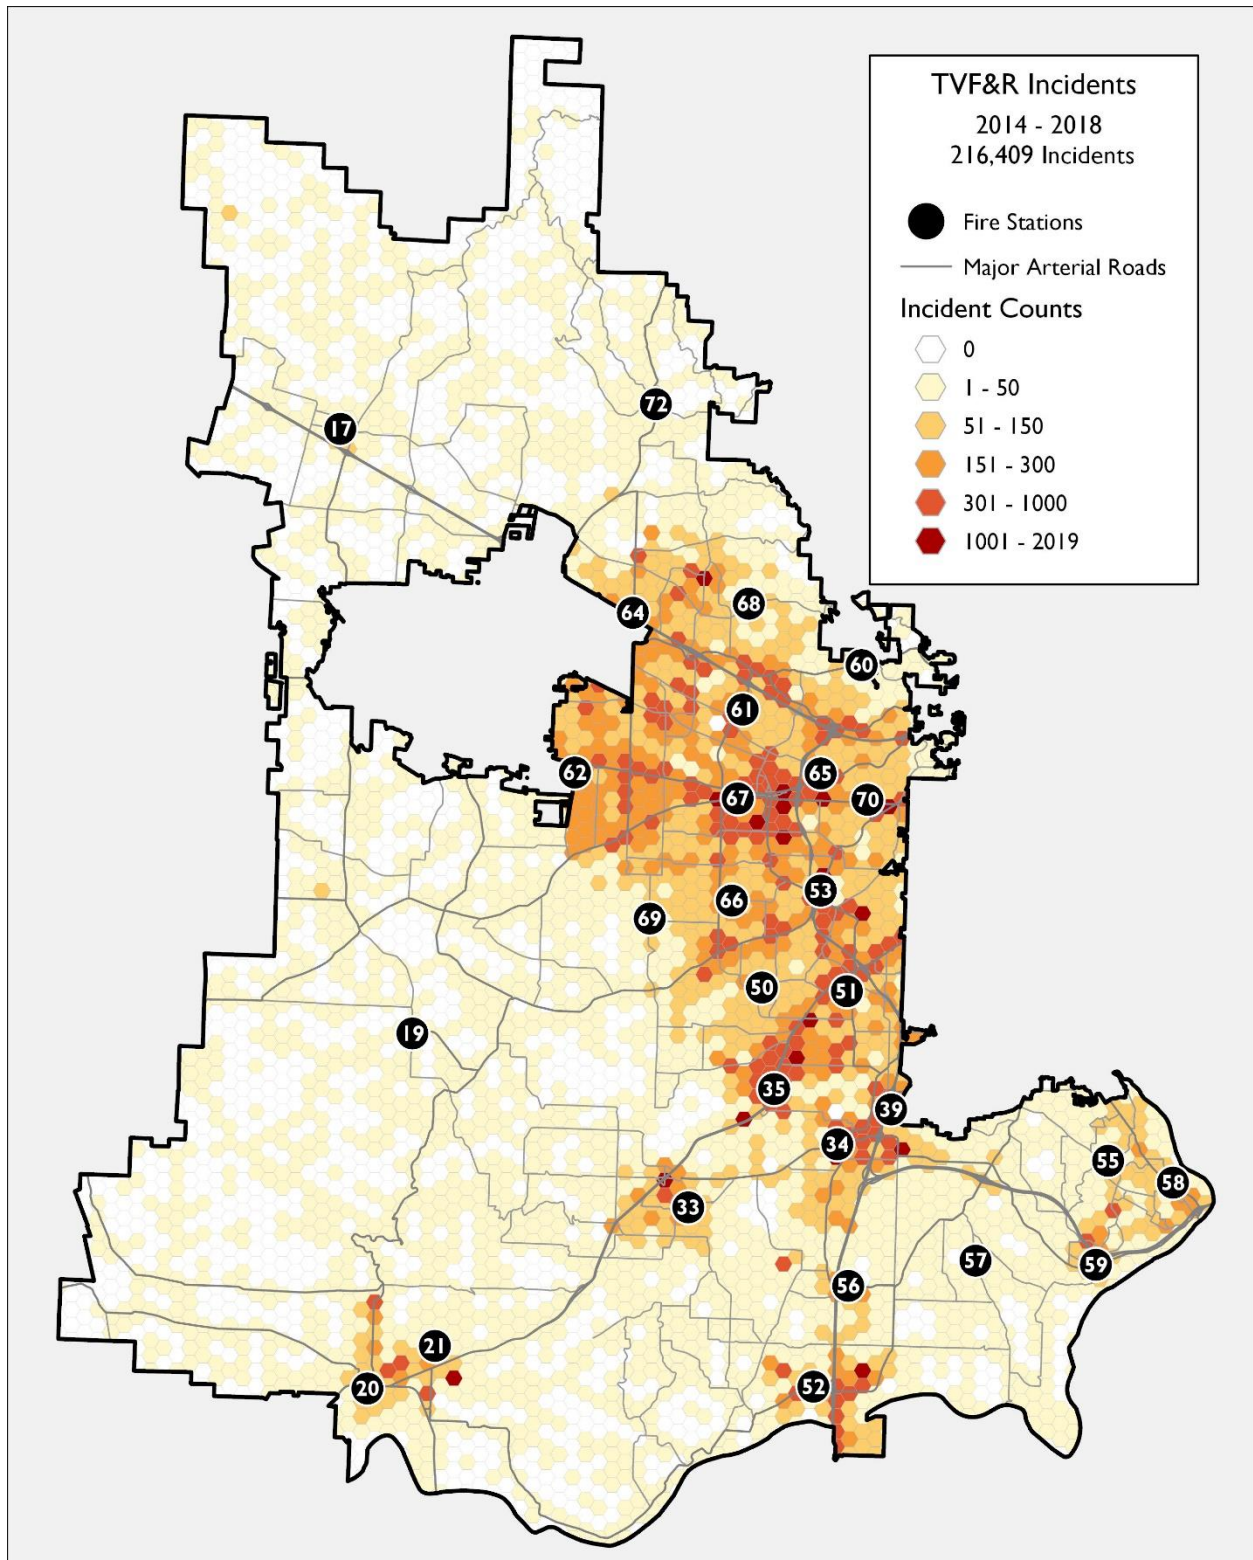 TVF&R Incidents
2014 - 2018
216,409 Incidents
Fire Stations
Major Arterial Roads
Incident Counts
0
1 - 50
51 - 150
151 - 300
301 - 1000
1001 - 2019
72
17
68
64
60
61
62
65
67
70
53
66
69
50
51
19
35
39
34
55
58
33
57
59
56
21
52
20